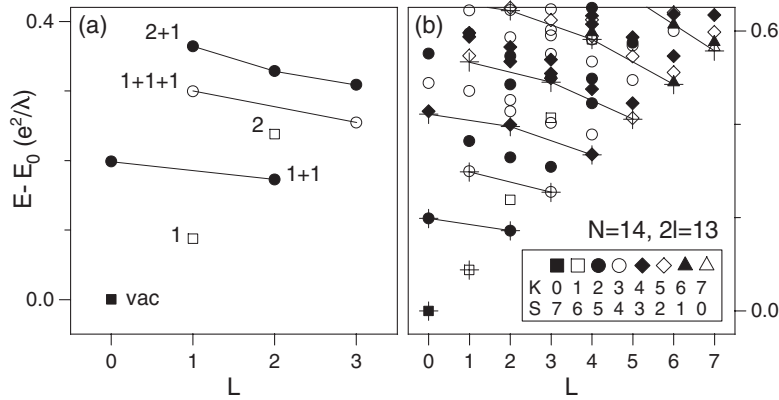 (a)
(b)
E- E₀ (e²/λ)
0.4
0.0
2+1
1+1+1
2
1+1
1
vac
0 1 2 3
L
0.6
0.0
N=14, 2l=13
K 0 1 2 3 4 5 6 7
S 7 6 5 4 3 2 1 0
0 1 2 3 4 5 6 7
L